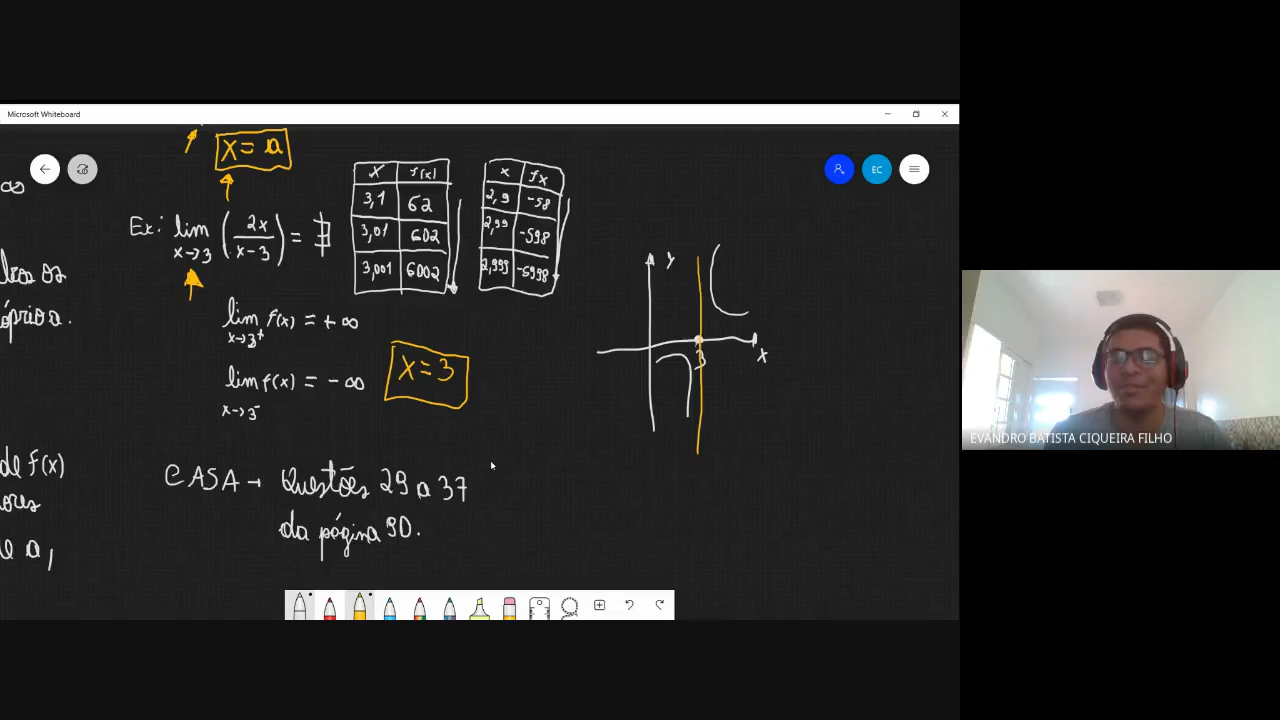 Microsoft Whiteboard
EC
x = a
∞
Ex: lim x→3 (2x/x-3) = ∄
x f(x)
3,1 62
3,01 602
3,001 6002
x fx
2,9 -58
2,99 -598
2,999 -5998
y
3
x
lim f(x) = +∞
x→3⁺
x = 3
lim f(x) = -∞
x→3⁻
de f(x)
e a,
CASA → Questões 29 a 37
da página 90.
EVANDRO BATISTA CIQUEIRA FILHO